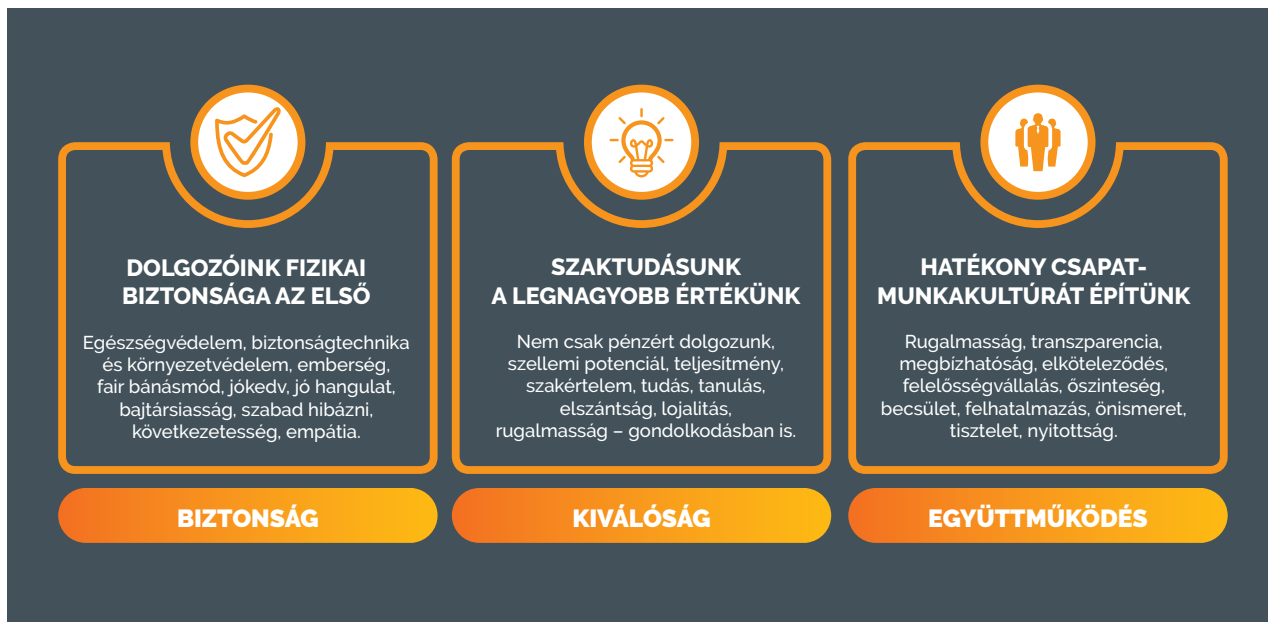 DOLGOZÓINK FIZIKAI
BIZTONSÁGA AZ ELSŐ
Egészségvédelem, biztonságtechnika
és környezetvédelem, emberség,
fair bánásmód, jókedv, jó hangulat,
bajtársiasság, szabad hibázni,
következetesség, empátia.
BIZTONSÁG
SZAKTUDÁSUNK
A LEGNAGYOBB ÉRTÉKÜNK
Nem csak pénzért dolgozunk,
szellemi potenciál, teljesítmény,
szakértelem, tudás, tanulás,
elszántság, lojalitás,
rugalmasság – gondolkodásban is.
KIVÁLÓSÁG
HATÉKONY CSAPAT-
MUNKAKULTÚRÁT ÉPÍTÜNK
Rugalmasság, transzparencia,
megbízhatóság, elköteleződés,
felelősségvállalás, őszinteség,
becsület, felhatalmazás, önismeret,
tisztelet, nyitottság.
EGYÜTTMŰKÖDÉS